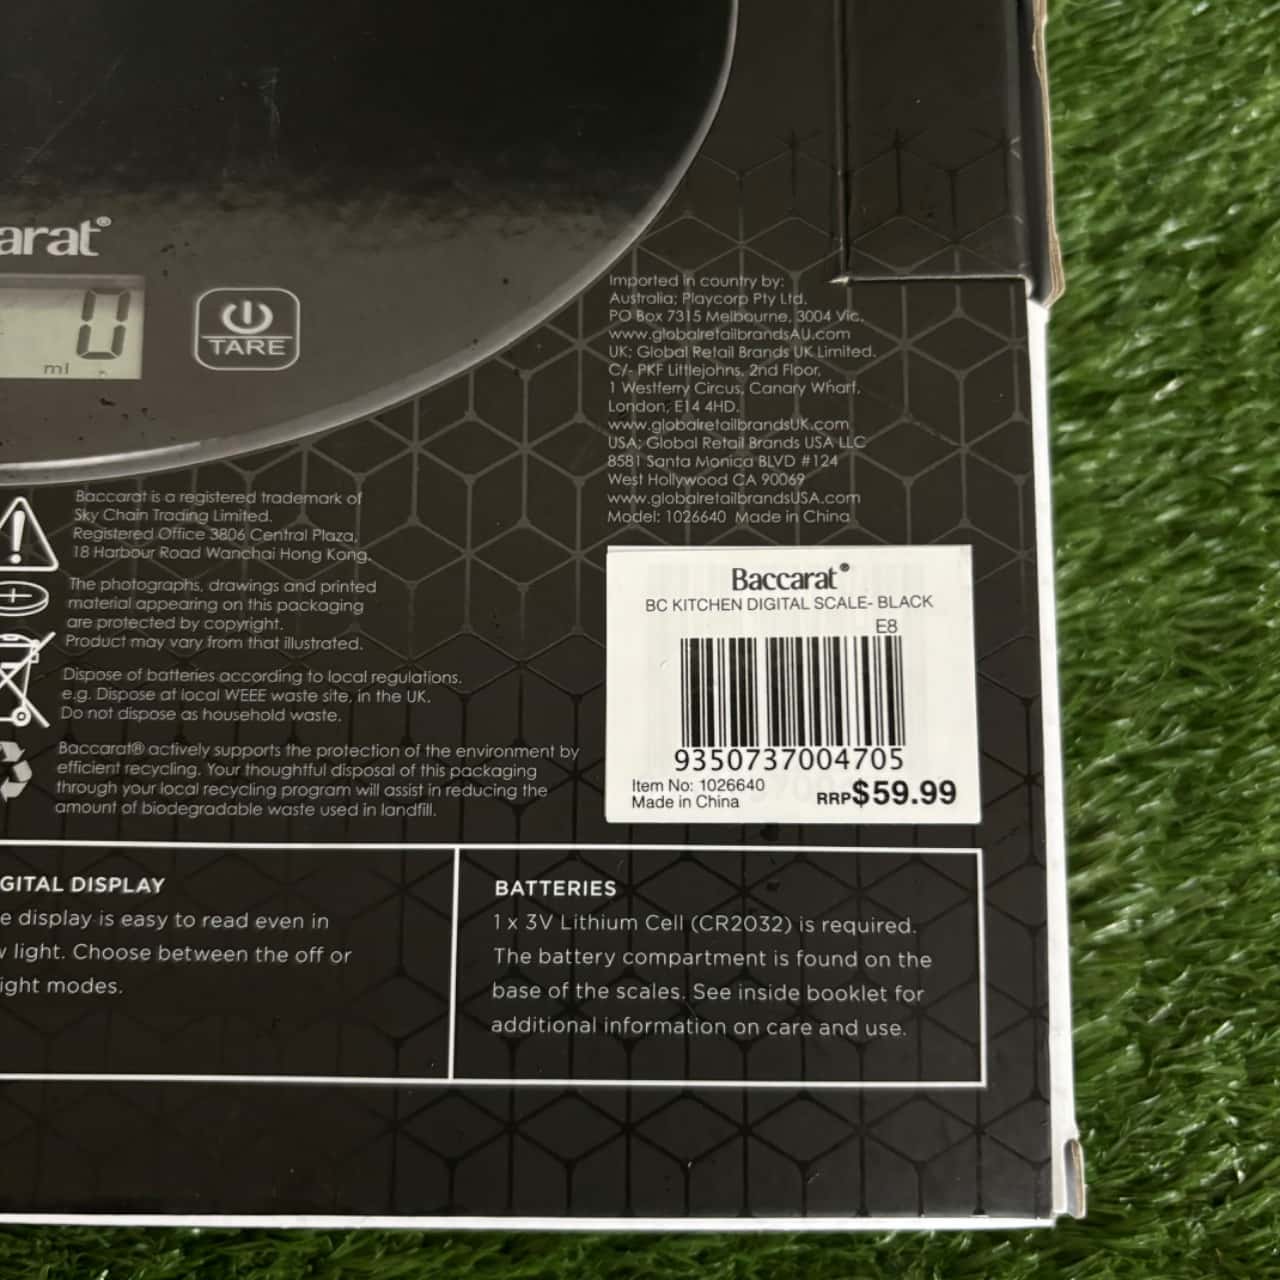 arat®
0
ml
TARE
Imported in country by:
Australia; Playcorp Pty Ltd.
PO Box 7315 Melbourne, 3004 Vic.
www.globalretailbrandsAU.com
UK: Global Retail Brands UK Limited.
C/- PKF Littlejohns, 2nd Floor,
1 Westferry Circus, Canary Wharf,
London, E14 4HD.
www.globalretailbrandsUK.com
USA: Global Retail Brands USA LLC
8581 Santa Monica BLVD #124
West Hollywood CA 90069
www.globalretailbrandsUSA.com
Model: 1026640 Made in China
Baccarat is a registered trademark of
Sky Chain Trading Limited.
Registered Office 3806 Central Plaza,
18 Harbour Road Wanchai Hong Kong.
The photographs, drawings and printed
material appearing on this packaging
are protected by copyright.
Product may vary from that illustrated.
Dispose of batteries according to local regulations.
e.g. Dispose at local WEEE waste site, in the UK.
Do not dispose as household waste.
Baccarat® actively supports the protection of the environment by
efficient recycling. Your thoughtful disposal of this packaging
through your local recycling program will assist in reducing the
amount of biodegradable waste used in landfill.
Baccarat®
BC KITCHEN DIGITAL SCALE- BLACK
E8
9350737004705
Item No: 1026640
Made in China
RRP$59.99
GITAL DISPLAY
e display is easy to read even in
w light. Choose between the off or
ight modes.
BATTERIES
1 x 3V Lithium Cell (CR2032) is required.
The battery compartment is found on the
base of the scales. See inside booklet for
additional information on care and use.